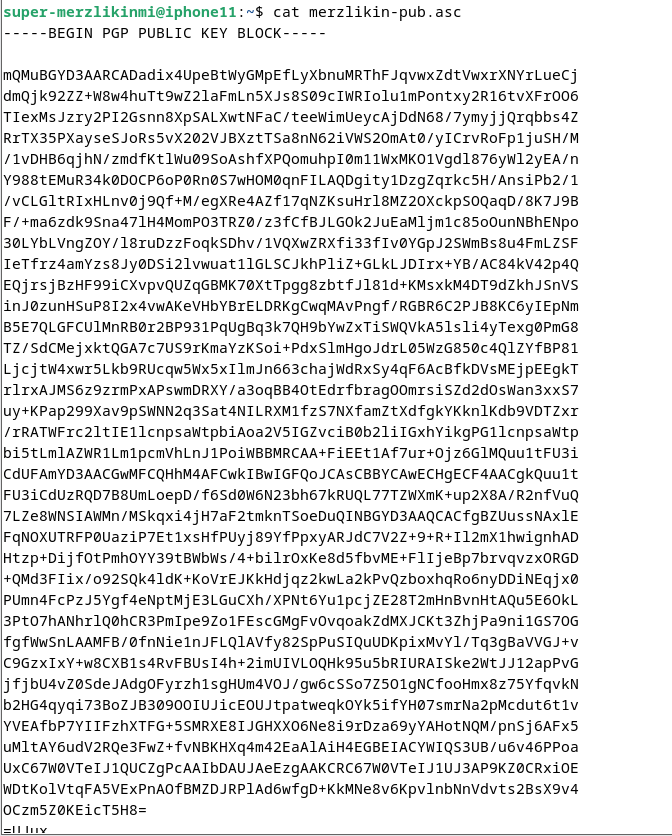 super-merzlikinmi@iphone11:~$ cat merzlikin-pub.asc
-----BEGIN PGP PUBLIC KEY BLOCK-----
mQMuBGYD3AARCADadix4UpeBtWyGMpEfLyXbnuMRThFJqvwxZdtVwxrXNYrLueCj
dmQjk92ZZ+W8w4huTt9wZ2laFmLn5XJs8S09cIWRIolu1mPontxy2R16tvXFrOO6
TIexMsJzry2PI2Gsnn8XpSALXwtNFaC/teeWimUeycAjDdN68/7ymyjjQrqbbs4Z
RrTX35PXayseSJoRs5vX202VJBXztTSa8nN62iVWS2OmAt0/yICrvRoFp1juSH/M
/1vDHB6qjhN/zmdfKtlWu09SoAshfXPQomuhpI0m11WxMKO1Vgdl876yWl2yEA/n
Y988tEMuR34k0DOCP6oP0Rn0S7wHOM0qnFILAQDgity1DzgZqrkc5H/AnsiPb2/1
/vCLGltRIxHLnv0j9Qf+M/egXRe4AZf17qNZKsuHrl8MZ2OXckpSOQaqD/8K7J9B
F/+ma6zdk9Sna47lH4MomPO3TRZ0/z3fCfBJLGOk2JuEaMljm1c85oOunNBhENpo
30LYbLVngZOY/l8ruDzzFoqkSDhv/1VQXwZRXfi33fIv0YGpJ2SWmBs8u4FmLZSF
IeTfrz4amYzs8Jy0DSi2lvwuat1lGLSCJkhPliZ+GLkLJDIrx+YB/AC84kV42p4Q
EQjrsjBzHF99iCXvpvQUZqGBMK70XtTpgg8zbtfJl81d+KMsxkM4DT9dZkhJSnVS
inJ0zunHSuP8I2x4vwAKeVHbYBrELDRKgCwqMAvPngf/RGBR6C2PJB8KC6yIEpNm
B5E7QLGFCUlMnRB0r2BP931PqUgBq3k7QH9bYwZxTiSWQVkA5lsli4yTexg0PmG8
TZ/SdCMejxktQGA7c7US9rKmaYzKSoi+PdxSlmHgoJdrL05WzG850c4QlZYfBP81
LjcjtW4xwr5Lkb9RUcqw5Wx5xIlmJn663chajWdRxSy4qF6AcBfkDVsMEjpEEgkT
rlrxAJMS6z9zrmPxAPswmDRXY/a3oqBB4OtEdrfbragOOmrsiSZd2dOsWan3xxS7
uy+KPap299Xav9pSWNN2q3Sat4NILRXM1fzS7NXfamZtXdfgkYKknlKdb9VDTZxr
/rRATWFrc2ltIE1lcnpsaWtpbiAoa2V5IGZvciB0b2liIGxhYikgPG1lcnpsaWtp
bi5tLmlAZWR1Lm1pcmVhLnJ1PoiWBBMRCAA+FiEEt1Af7ur+Ojz6GlMQuu1tFU3i
CdUFAmYD3AACGwMFCQHhM4AFCwkIBwIGFQoJCAsCBBYCAwECHgECF4AACgkQuu1t
FU3iCdUzRQD7B8UmLoepD/f6Sd0W6N23bh67kRUQL77TZWXmK+up2X8A/R2nfVuQ
7LZe8WNSIAWMn/MSkqxi4jH7aF2tmknTSoeDuQINBGYD3AAQCACfgBZUussNAxlE
FqNOXUTRFP0UaziP7Et1xsHfPUyj89YfPpxyARJdC7V2Z+9+R+Il2mX1hwignhAD
Htzp+DijfOtPmhOYY39tBWbWs/4+bilrOxKe8d5fbvME+FlIjeBp7brvqvzxORGD
+QMd3FIix/o92SQk4ldK+KoVrEJKkHdjqz2kwLa2kPvQzboxhqRo6nyDDiNEqjx0
PUmn4FcPzJ5Ygf4eNptMjE3LGuCXh/XPNt6Yu1pcjZE28T2mHnBvnHtAQu5E6OkL
3PtO7hANhrlQ0hCR3PmIpe9Zo1FEscGMgFvOvqoakZdMXJCKt3ZhjPa9ni1GS7OG
fgfWwSnLAAMFB/0fnNie1nJFLQlAVfy82SpPuSIQuUDKpixMvYl/Tq3gBaVVGJ+v
C9GzxIxY+w8CXB1s4RvFBUsI4h+2imUIVLOQHk95u5bRIURAISke2WtJJ12apPvG
jfjbU4vZ0SdeJAdgOFyrzh1sgHUm4VOJ/gw6cSSo7Z5O1gNCfooHmx8z75YfqvkN
b2HG4qyqi73BoZJB309OOIUJicEOUJtpatweqkOYk5ifYH07smrNa2pMcdut6t1v
YVEAfbP7YIIFzhXTFG+5SMRXE8IJGHXXO6Ne8i9rDza69yYAHotNQM/pnSj6AFx5
uMltAY6udV2RQe3FwZ+fvNBKHXq4m42EaAlAiH4EGBEIACYWIQS3UB/u6v46PPoa
UxC67W0VTeIJ1QUCZgPcAAIbDAUJAeEzgAAKCRC67W0VTeIJ1UJ3AP9KZ0CRxiOE
WDtKolVtqFA5VExPnAOfBMZDJRPlAd6wfgD+KkMNe8v6KpvlnbNnVdvts2BsX9v4
OCzm5Z0KEicT5H8=